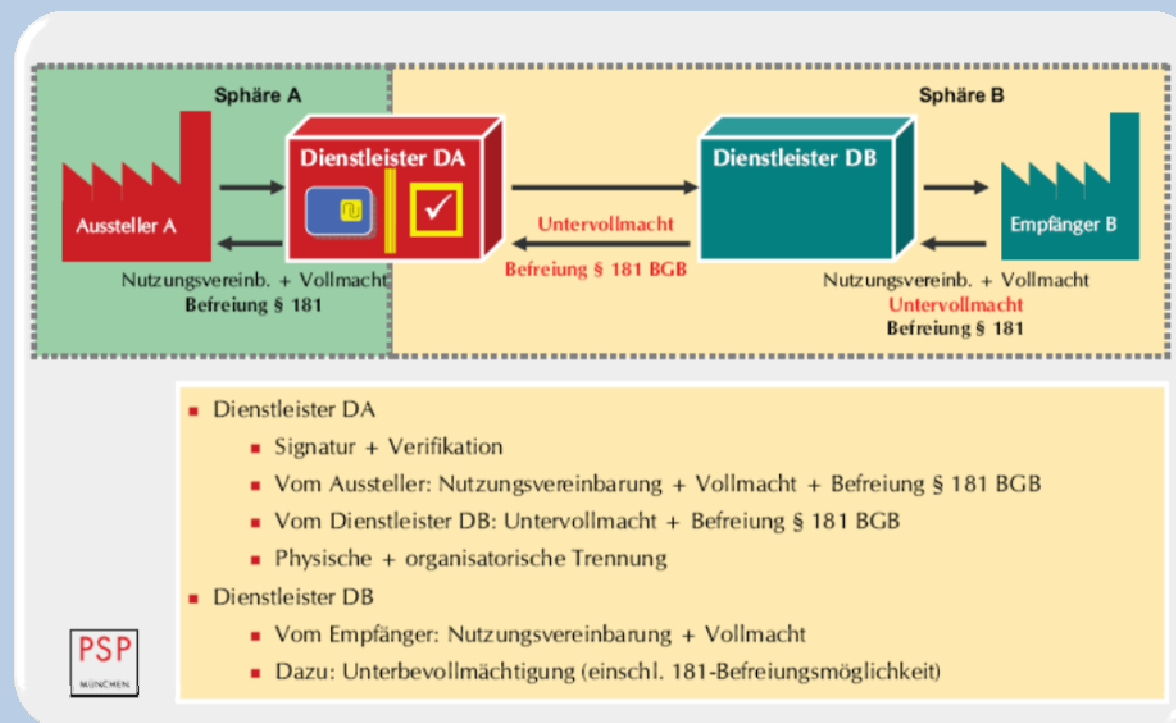 Sphäre A
Sphäre B
Dienstleister DA
Dienstleister DB
Aussteller A
Empfänger B
Untervollmacht
Befreiung § 181 BGB
Nutzungsvereinb. + Vollmacht
Befreiung § 181
Nutzungsvereinb. + Vollmacht
Untervollmacht
Befreiung § 181
Dienstleister DA
Signatur + Verifikation
Vom Aussteller: Nutzungsvereinbarung + Vollmacht + Befreiung § 181 BGB
Vom Dienstleister DB: Untervollmacht + Befreiung § 181 BGB
Physische + organisatorische Trennung
Dienstleister DB
Vom Empfänger: Nutzungsvereinbarung + Vollmacht
Dazu: Unterbevollmächtigung (einschl. 181-Befreiungsmöglichkeit)
PSP
MÜNCHEN